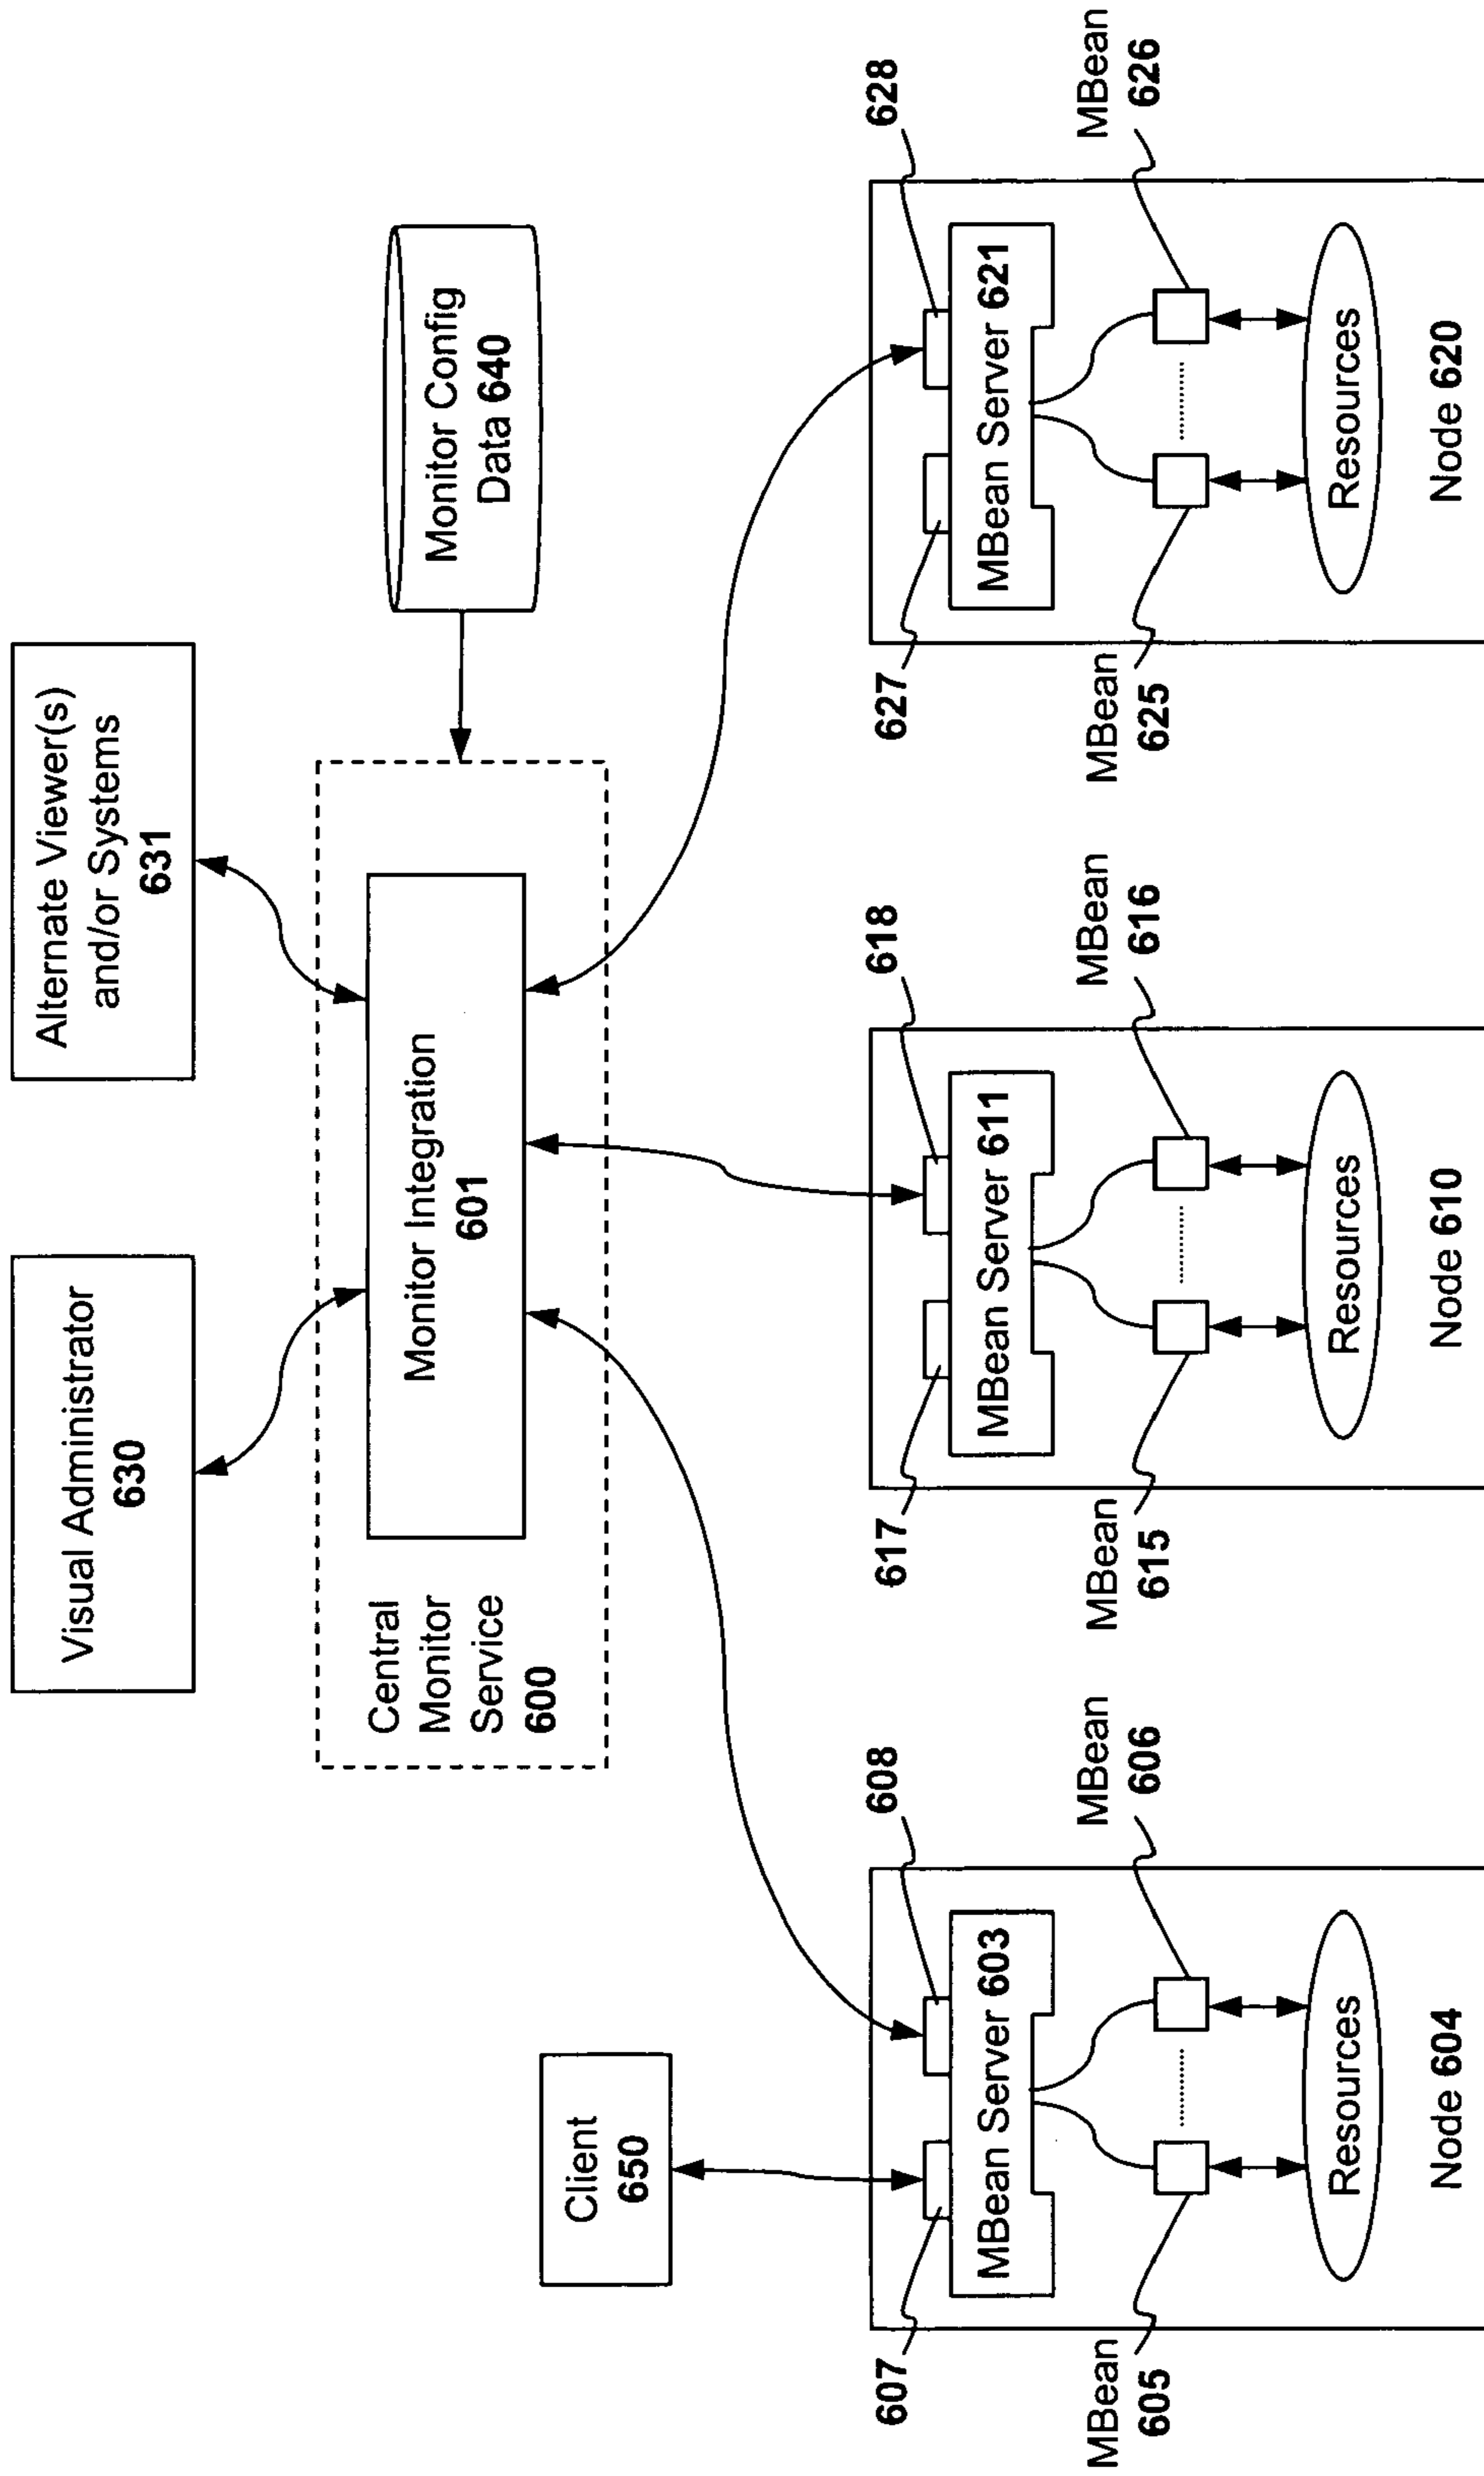 Visual Administrator
630
Alternate Viewer(s)
and/or Systems
631
Central
Monitor
Service
600
Monitor Integration
601
Monitor Config
Data 640
Client
650
607
608
MBean Server 603
MBean
605
MBean
606
Resources
Node 604
617
618
MBean Server 611
MBean
615
MBean
616
Resources
Node 610
627
628
MBean Server 621
MBean
625
MBean
626
Resources
Node 620